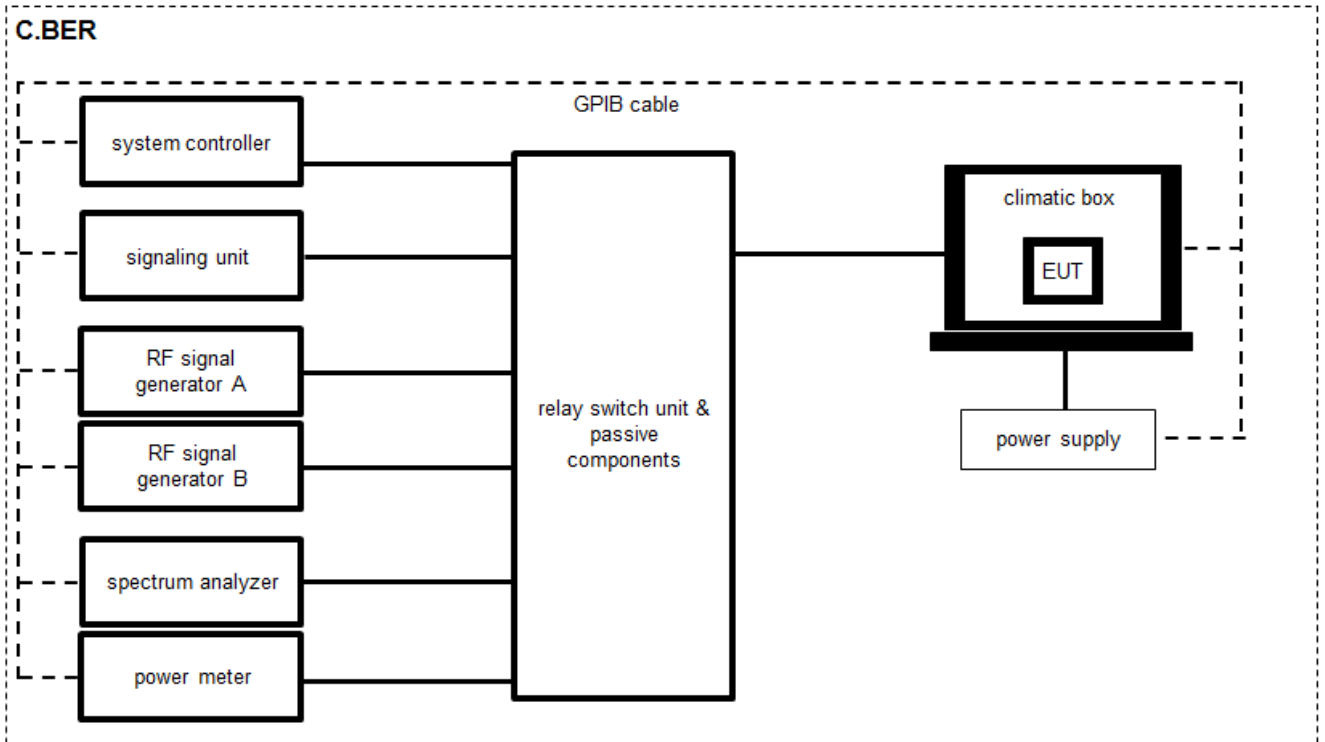 C.BER
GPIB cable
system controller
signaling unit
RF signal
generator A
RF signal
generator B
spectrum analyzer
power meter
relay switch unit &
passive
components
climatic box
EUT
power supply